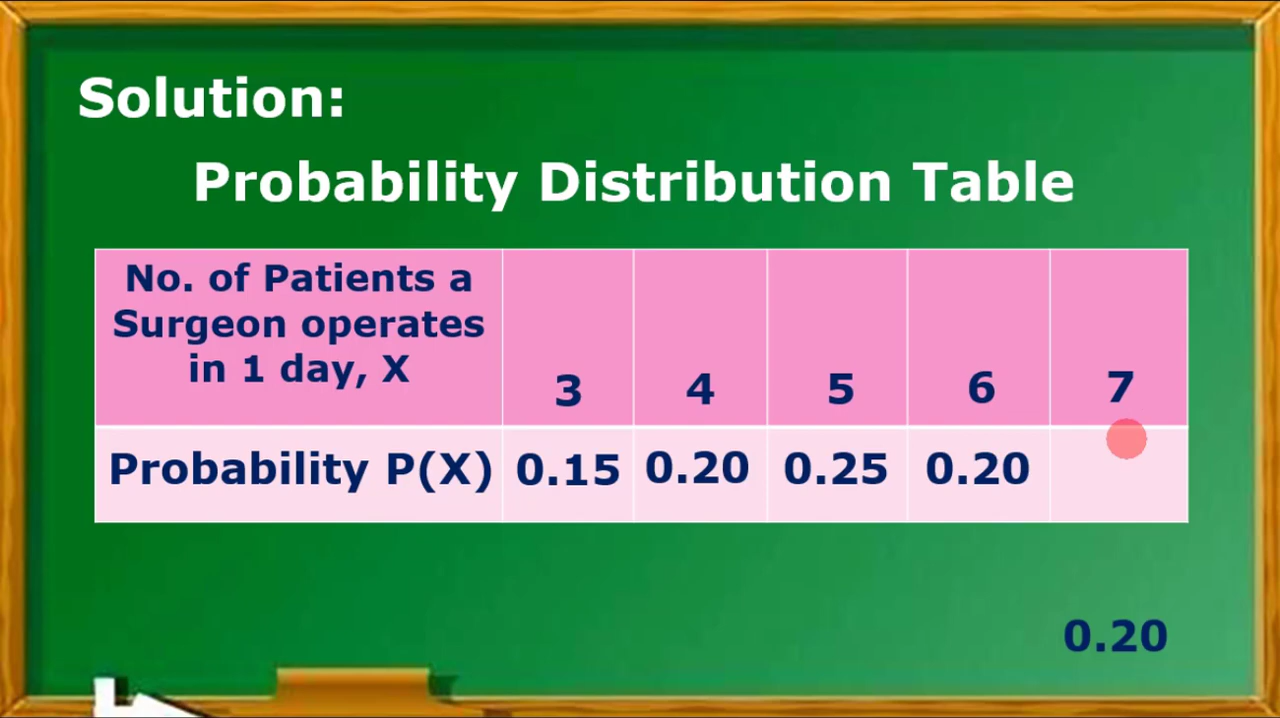 Solution:
Probability Distribution Table
No. of Patients a
Surgeon operates
in 1 day, X
3 4 5 6 7
Probability P(X) 0.15 0.20 0.25 0.20
0.20